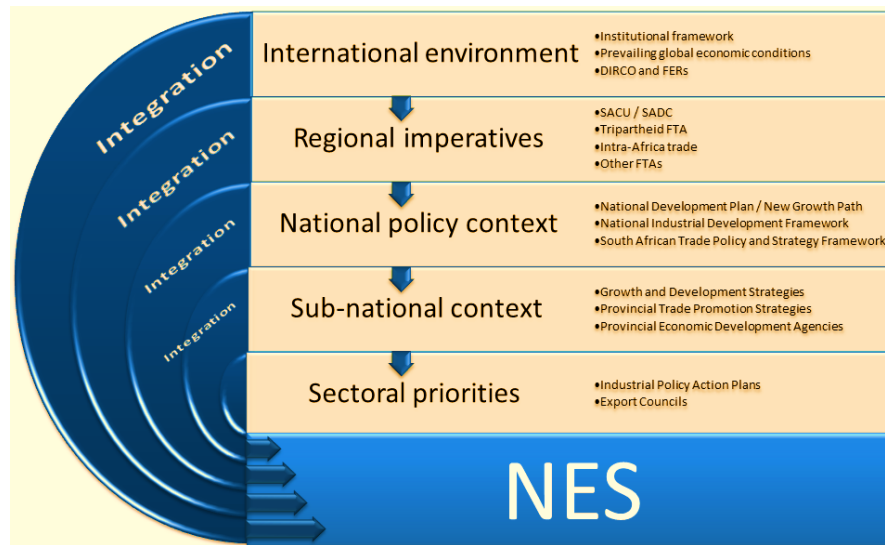 Integration
Integration
Integration
Integration
International environment
•Institutional framework
•Prevailing global economic conditions
•DIRCO and FERs
Regional imperatives
•SACU / SADC
•Tripartheid FTA
•Intra-Africa trade
•Other FTAs
National policy context
•National Development Plan / New Growth Path
•National Industrial Development Framework
•South African Trade Policy and Strategy Framework
Sub-national context
•Growth and Development Strategies
•Provincial Trade Promotion Strategies
•Provincial Economic Development Agencies
Sectoral priorities
•Industrial Policy Action Plans
•Export Councils
NES